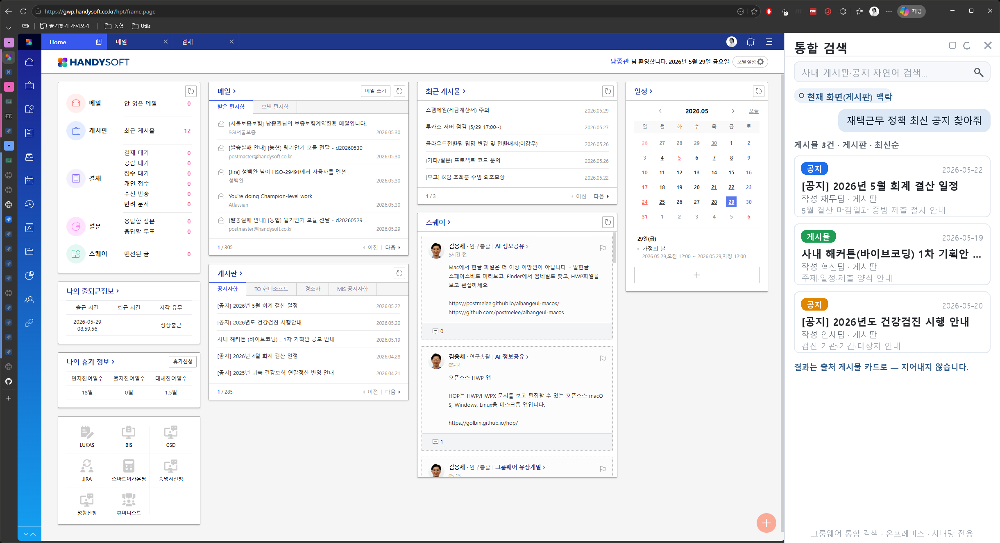 https://gwp.handysoft.co.kr/hpt/frame.page
채팅
즐겨찾기 가져오기
농협
Utils
Home
메일
결재
HANDYSOFT
남종관 님 환영합니다. 2026년 5월 29일 금요일
포털 설정
메일
안 읽은 메일 0
게시판
최근 게시물 12
결재
결재 대기 0
공람 대기 0
접수 대기 0
개인 접수 0
수신 반송 0
반려 문서 0
설문
응답할 설문 0
응답할 투표 0
스퀘어
멘션된 글 0
나의 출퇴근정보 >
출근 시간 퇴근 시간 지각 유무
2026-05-29 08:59:56 - 정상출근
나의 휴가 정보 >
휴가신청
연차잔여일수 월차잔여일수 대체잔여일수
18일 0일 1.5일
LUKAS BIS CSD
JIRA 스마트어카운팅 증명서신청
명함신청 휴머니스트
메일 >
메일 쓰기
받은 편지함 보낸 편지함
[서울보증보험] 남종관님의 보증보험계약현황 메일입니다.
SGI서울보증 2026.05.30
[발송실패 안내] [농협] 웹기안기 모듈 전달 - d20260530
postmaster@handysoft.co.kr 2026.05.30
[Jira] 성백완 님이 HSO-29491에서 사용자를 멘션
성백완 2026.05.30
You're doing Champion-level work
Atlassian 2026.05.30
[발송실패 안내] [농협] 웹기안기 모듈 전달 - d20260529
postmaster@handysoft.co.kr 2026.05.29
1 / 305 이전 다음
게시판 >
공지사항 TO 핸디소프트 경조사 MIS 공지사항
[공지] 2026년 5월 회계 결산 일정 2026.05.22
[공지] 2026년도 건강검진 시행안내 2026.05.20
사내 해커톤 (바이브코딩) _ 1차 기획안 공모 안내 2026.05.19
[공지] 2026년 4월 회계 결산 일정 2026.04.28
[공지] 2025년 귀속 건강보험 연말정산 반영 안내 2026.04.21
1 / 285 이전 다음
최근 게시물 >
스팸메일(세금계산서) 주의 2026.05.29
루카스 서버 점검 (5/29 17:00~) 2026.05.27
클라우드전환팀 팀명 변경 및 전환배치(이강우) 2026.05.26
[기타/질문] 프로젝트 코드 문의 2026.05.26
[부고] IX팀 조희훈 주임 외조모상 2026.05.22
1 / 3 이전 다음
스퀘어 >
김용세 · 연구총괄 AI 정보공유 >
5시간 전
Mac에서 한글 파일은 더 이상 이방인이 아닙니다. - 알한글
스페이스바로 미리보고, Finder에서 썸네일로 찾고, HWP파일을
보고 편집하세요.
https://postmelee.github.io/alhangeul-macos/
https://github.com/postmelee/alhangeul-macos
0
김용세 · 연구총괄 AI 정보공유 >
05-14
오픈소스 HWP 앱
HOP는 HWP/HWPX 문서를 보고 편집할 수 있는 오픈소스 macO
S, Windows, Linux용 데스크톱 앱입니다.
https://golbin.github.io/hop/
1
김용세 · 연구총괄 그룹웨어 유상개발 >
05-13
일정 >
2026.05 오늘
일 월 화 수 목 금 토
26 27 28 29 30 1 2
3 4 5 6 7 8 9
10 11 12 13 14 15 16
17 18 19 20 21 22 23
24 25 26 27 28 29 30
31 1 2 3 4 5 6
29일(금)
가정의 날
2026.05.29,오전 12:00 ~ 2026.05.29,자정 12:00
통합 검색
사내 게시판·공지 자연어 검색...
현재 화면(게시판) 맥락
재택근무 정책 최신 공지 찾아줘
게시물 3건 · 게시판 · 최신순
공지 2026-05-22
[공지] 2026년 5월 회계 결산 일정
작성 재무팀 · 게시판
5월 결산 마감일과 증빙 제출 절차 안내
게시물 2026-05-19
사내 해커톤(바이브코딩) 1차 기획안 ...
작성 혁신팀 · 게시판
주제·일정·제출 양식 안내
공지 2026-05-20
[공지] 2026년도 건강검진 시행 안내
작성 인사팀 · 게시판
검진 기관·기간·대상자 안내
결과는 출처 게시물 카드로 — 지어내지 않습니다.
그룹웨어 통합 검색 · 온프레미스 · 사내망 전용